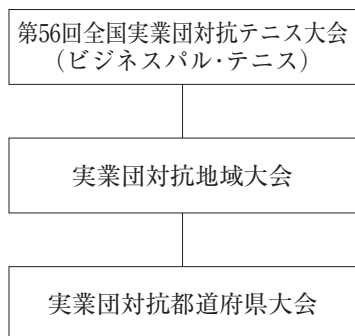 第56回全国実業団対抗テニス大会
（ビジネスパル・テニス）
実業団対抗地域大会
実業団対抗都道府県大会